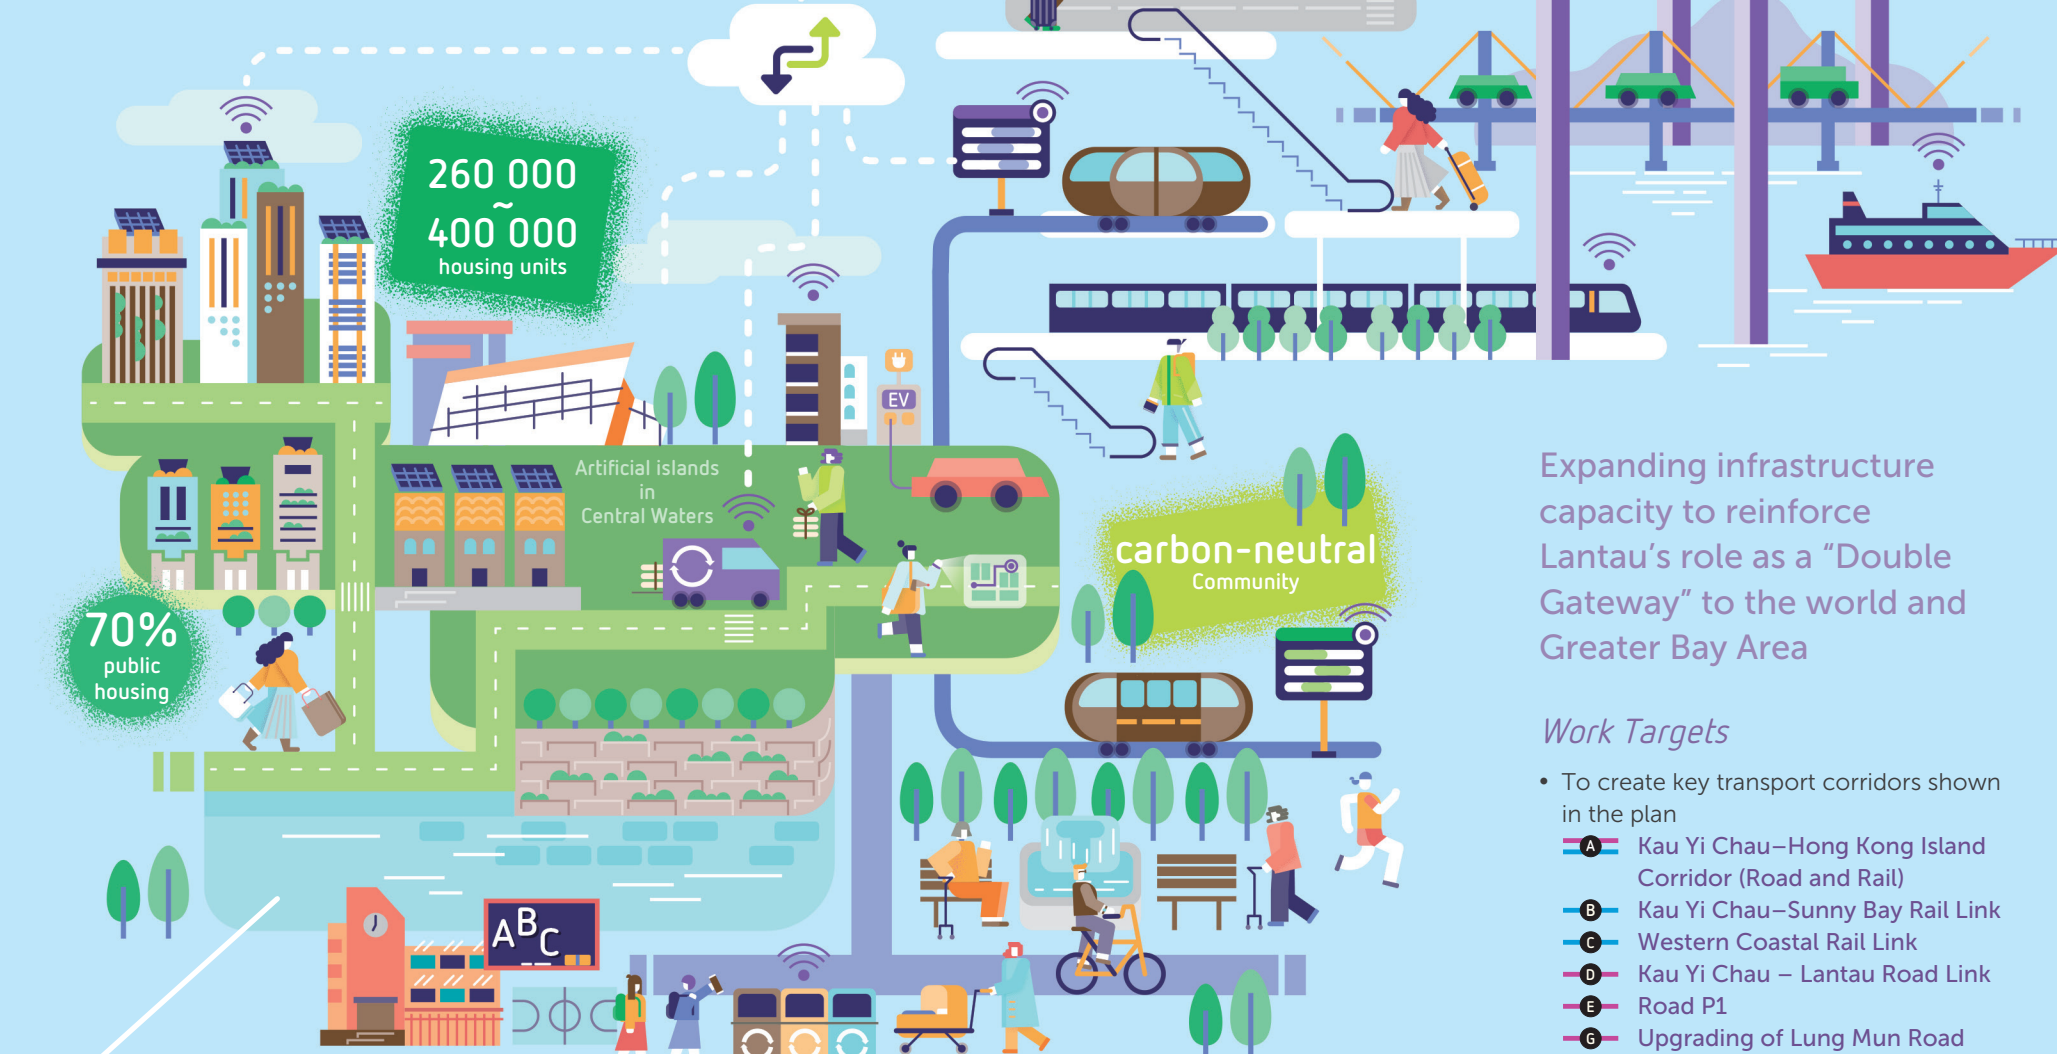 260 000
~
400 000
housing units
EV
Artificial islands
in
Central Waters
carbon-neutral
Community
70%
public
housing
ABC
Expanding infrastructure
capacity to reinforce
Lantau's role as a “Double
Gateway” to the world and
Greater Bay Area
Work Targets
• To create key transport corridors shown
in the plan
A Kau Yi Chau–Hong Kong Island
Corridor (Road and Rail)
B Kau Yi Chau–Sunny Bay Rail Link
C Western Coastal Rail Link
D Kau Yi Chau – Lantau Road Link
E Road P1
G Upgrading of Lung Mun Road